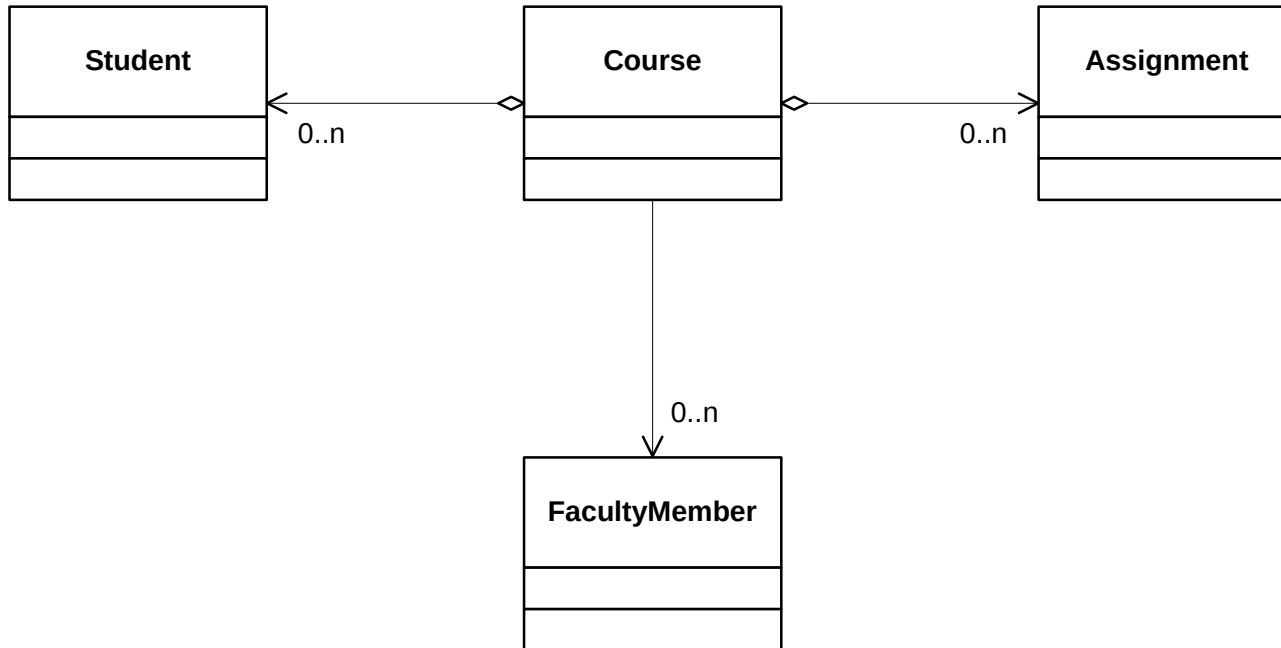 Student
Course
Assignment
0..n
0..n
0..n
FacultyMember